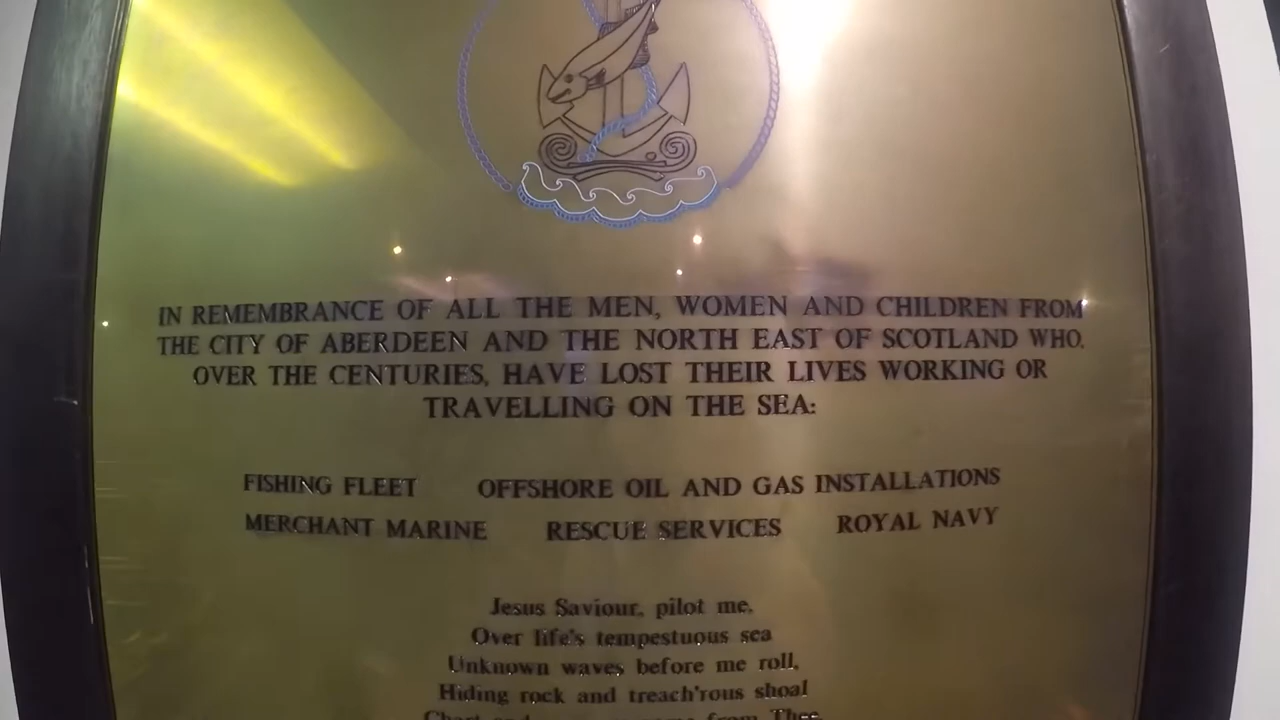 IN REMEMBRANCE OF ALL THE MEN, WOMEN AND CHILDREN FROM
THE CITY OF ABERDEEN AND THE NORTH EAST OF SCOTLAND WHO,
OVER THE CENTURIES, HAVE LOST THEIR LIVES WORKING OR
TRAVELLING ON THE SEA:
FISHING FLEET OFFSHORE OIL AND GAS INSTALLATIONS
MERCHANT MARINE RESCUE SERVICES ROYAL NAVY
Jesus Saviour, pilot me,
Over life's tempestuous sea
Unknown waves before me roll,
Hiding rock and treach'rous shoal
from Thee